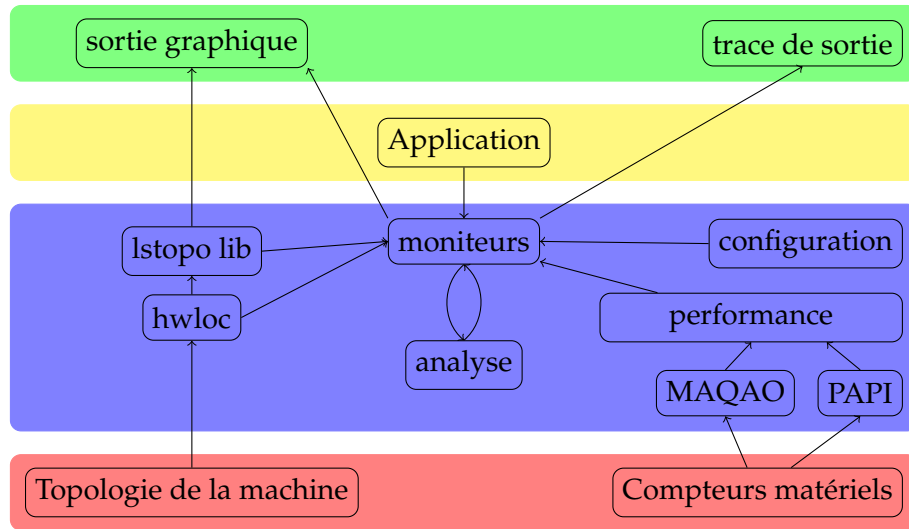 sortie graphique
trace de sortie
Application
lstopo lib
moniteurs
configuration
hwloc
performance
analyse
MAQAO
PAPI
Topologie de la machine
Compteurs matériels